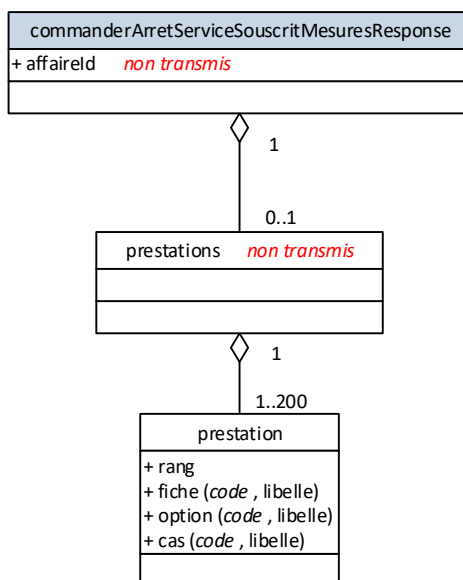 commanderArretServiceSouscritMesuresResponse
+ affaireId non transmis
1
0..1
prestations non transmis
1
1..200
prestation
+ rang
+ fiche (code , libelle)
+ option (code , libelle)
+ cas (code , libelle)